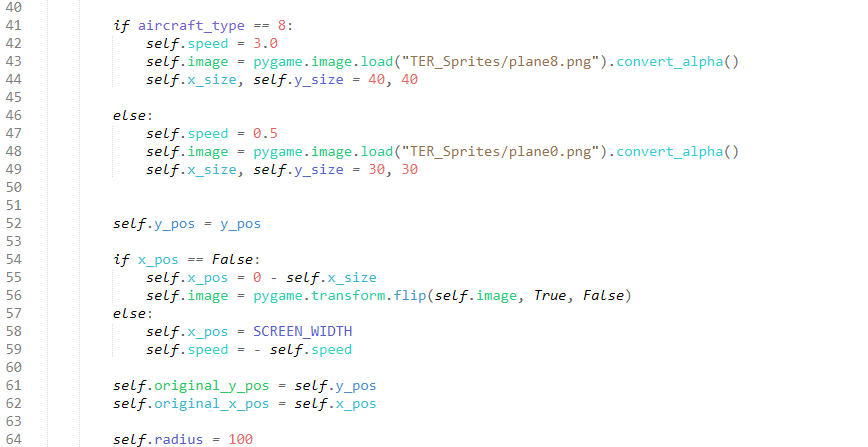 40
41 if aircraft_type == 8:
42 self.speed = 3.0
43 self.image = pygame.image.load("TER_Sprites/plane8.png").convert_alpha()
44 self.x_size, self.y_size = 40, 40
45
46 else:
47 self.speed = 0.5
48 self.image = pygame.image.load("TER_Sprites/plane0.png").convert_alpha()
49 self.x_size, self.y_size = 30, 30
50
51
52 self.y_pos = y_pos
53
54 if x_pos == False:
55 self.x_pos = 0 - self.x_size
56 self.image = pygame.transform.flip(self.image, True, False)
57 else:
58 self.x_pos = SCREEN_WIDTH
59 self.speed = - self.speed
60
61 self.original_y_pos = self.y_pos
62 self.original_x_pos = self.x_pos
63
64 self.radius = 100